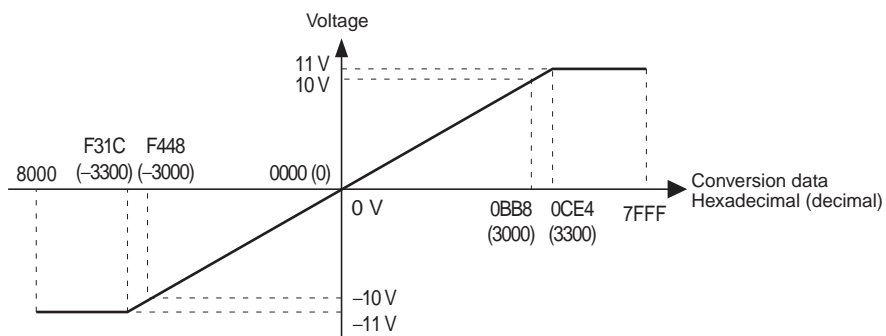 Voltage
11 V
10 V
F31C F448
8000 (–3300) (–3000) 0000 (0)
Conversion data
Hexadecimal (decimal)
0 V 0BB8 0CE4 7FFF
(3000) (3300)
–10 V
–11 V